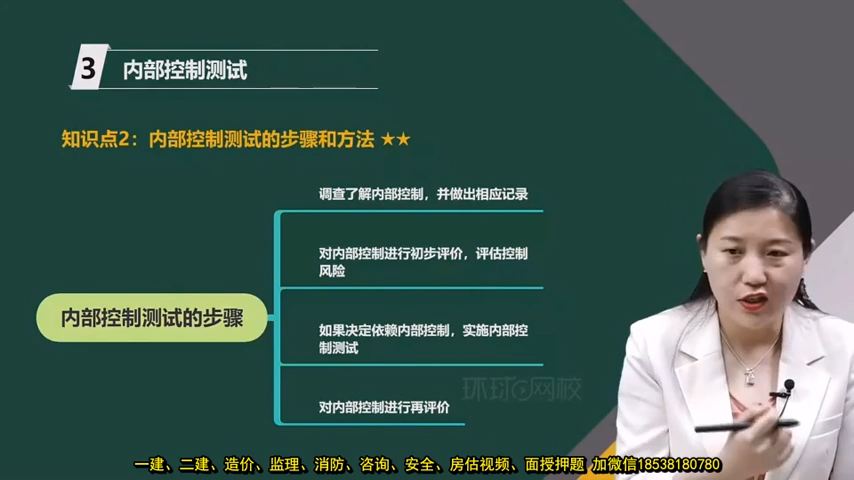 3 内部控制测试
知识点2：内部控制测试的步骤和方法 ★★
调查了解内部控制，并做出相应记录
对内部控制进行初步评价，评估控制
风险
内部控制测试的步骤
如果决定依赖内部控制，实施内部控
制测试
环球网校
对内部控制进行再评价
一建、二建、造价、监理、消防、咨询、安全、房估视频、面授押题 加微信18538180780